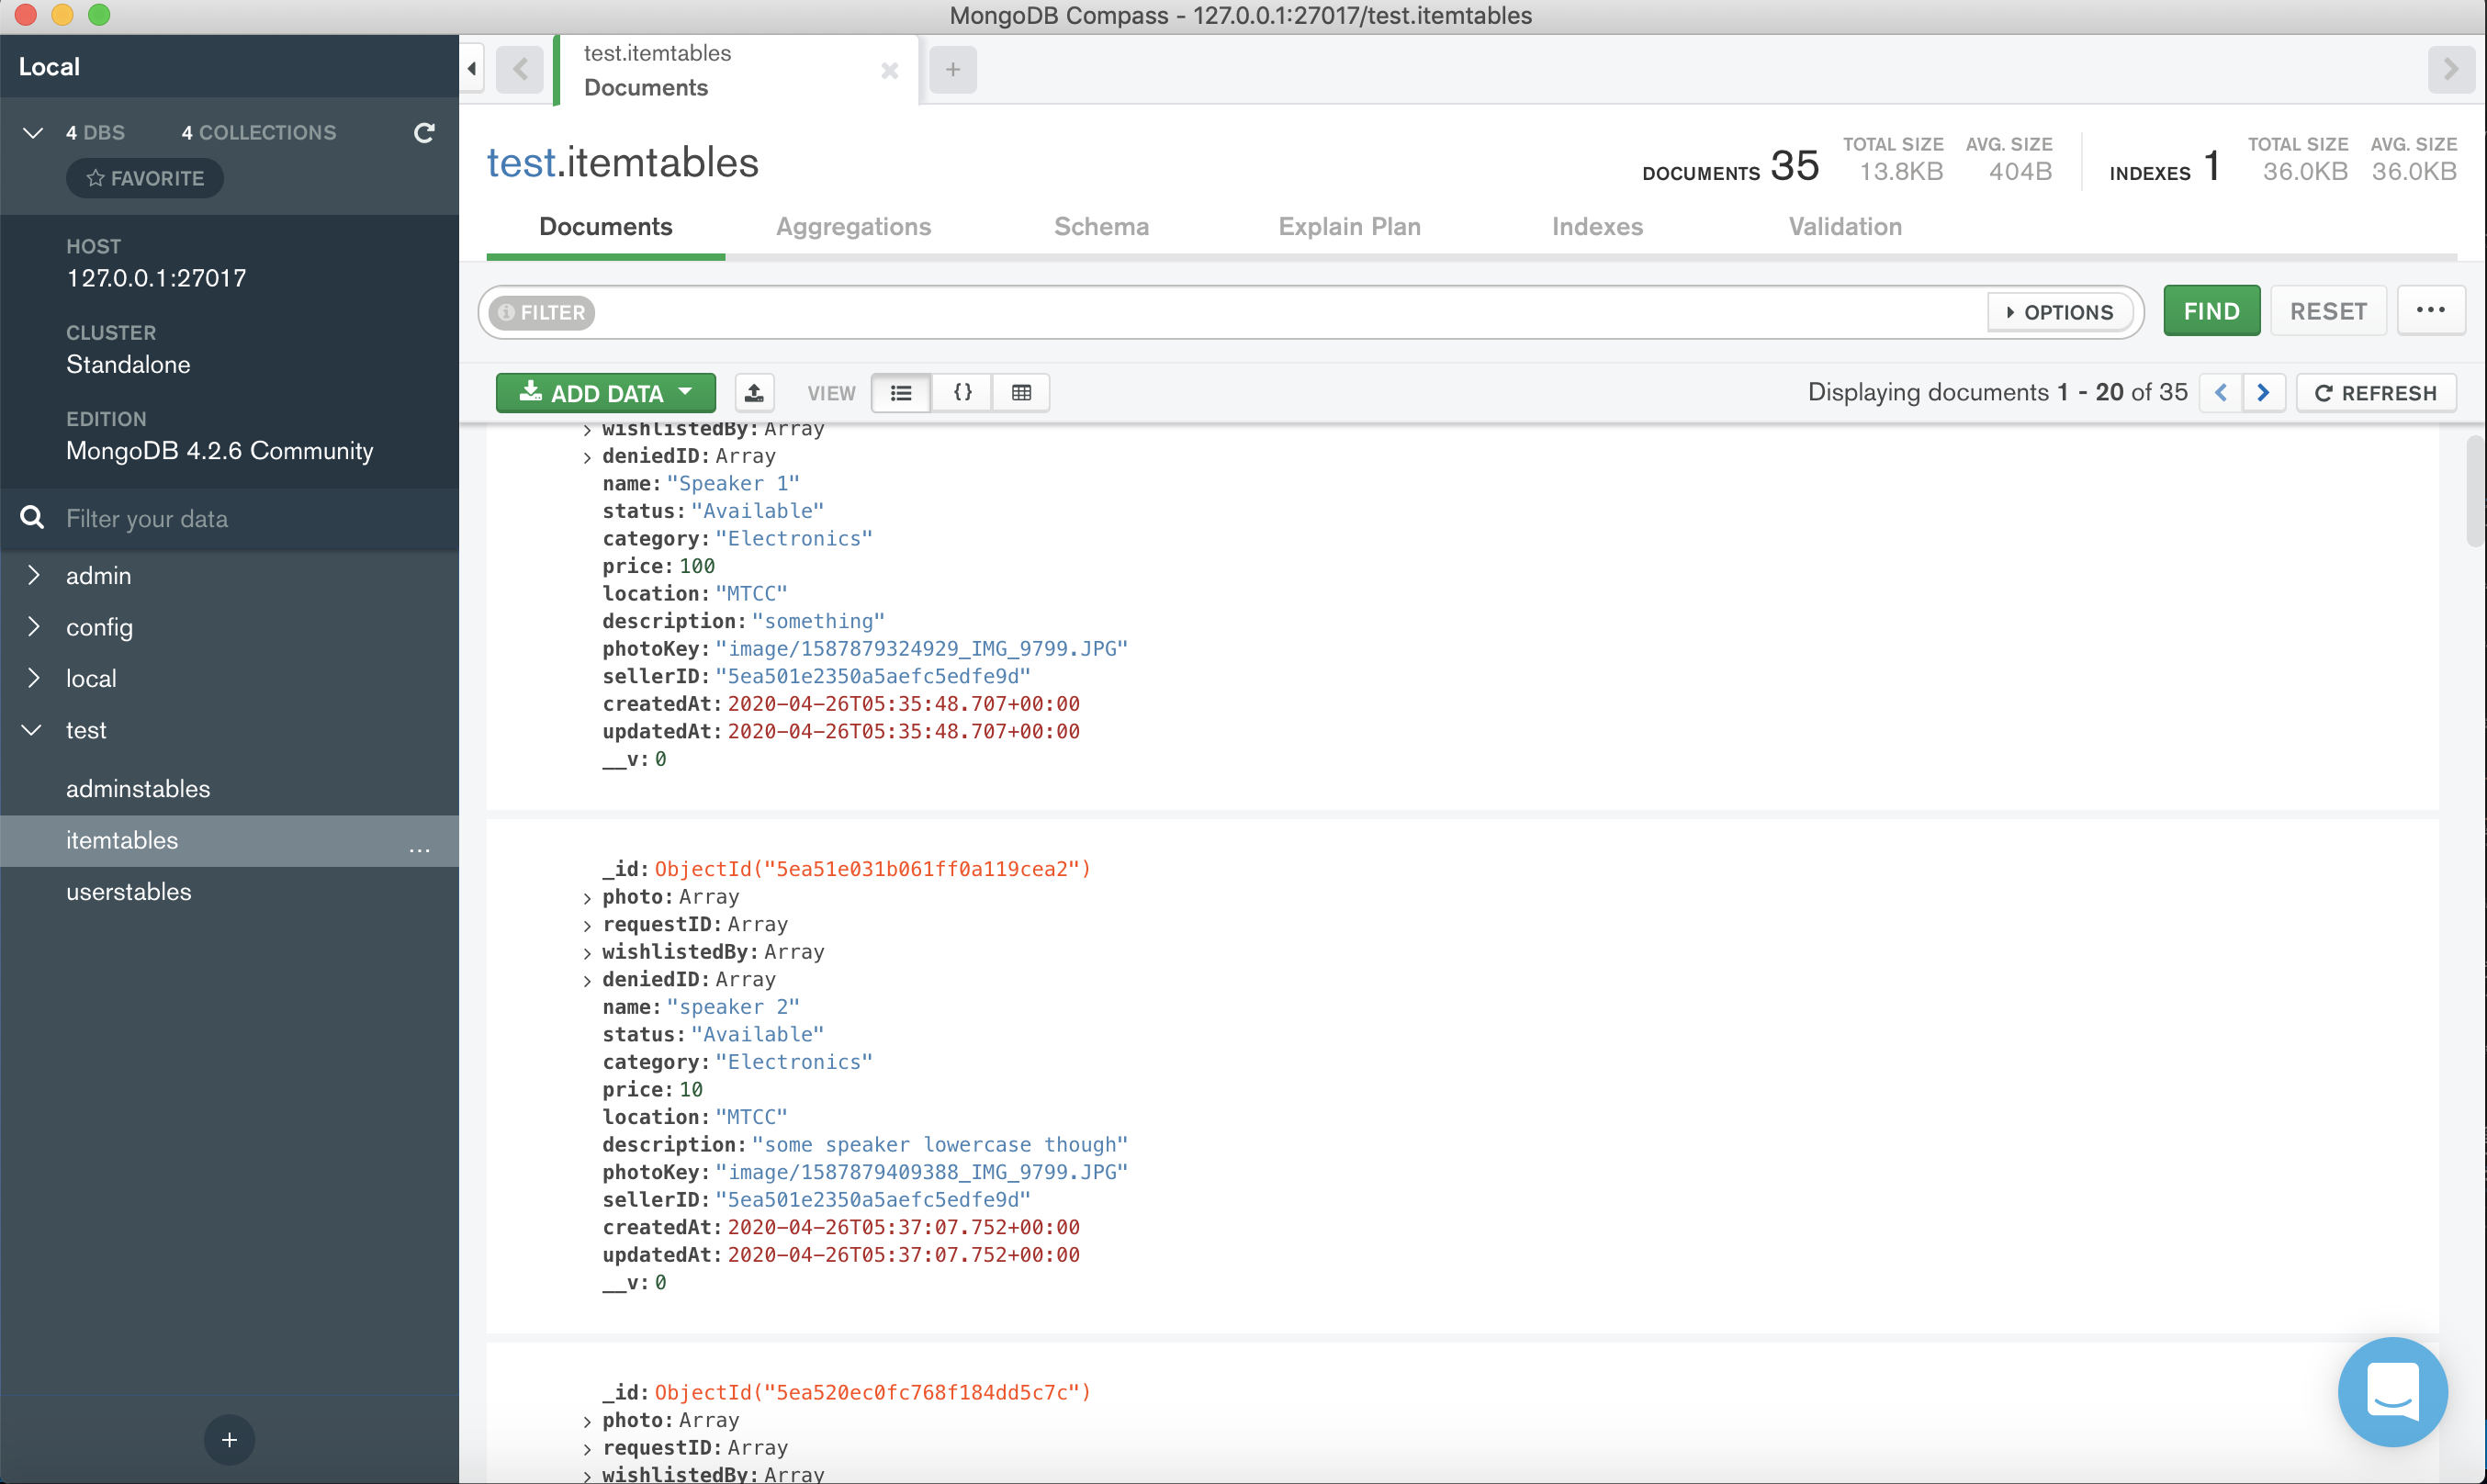 MongoDB Compass - 127.0.0.1:27017/test.itemtables
Local
4 DBS 4 COLLECTIONS
FAVORITE
HOST
127.0.0.1:27017
CLUSTER
Standalone
EDITION
MongoDB 4.2.6 Community
Filter your data
admin
config
local
test
adminstables
itemtables ...
userstables
+
test.itemtables
Documents
+
test.itemtables
DOCUMENTS 35 TOTAL SIZE 13.8KB AVG. SIZE 404B
INDEXES 1 TOTAL SIZE 36.0KB AVG. SIZE 36.0KB
Documents Aggregations Schema Explain Plan Indexes Validation
FILTER OPTIONS FIND RESET ...
ADD DATA VIEW {} Displaying documents 1 - 20 of 35 REFRESH
wishlistedBy: Array
deniedID: Array
name: "Speaker 1"
status: "Available"
category: "Electronics"
price: 100
location: "MTCC"
description: "something"
photoKey: "image/1587879324929_IMG_9799.JPG"
sellerID: "5ea501e2350a5aefc5edfe9d"
createdAt: 2020-04-26T05:35:48.707+00:00
updatedAt: 2020-04-26T05:35:48.707+00:00
__v: 0
_id: ObjectId("5ea51e031b061ff0a119cea2")
photo: Array
requestID: Array
wishlistedBy: Array
deniedID: Array
name: "speaker 2"
status: "Available"
category: "Electronics"
price: 10
location: "MTCC"
description: "some speaker lowercase though"
photoKey: "image/1587879409388_IMG_9799.JPG"
sellerID: "5ea501e2350a5aefc5edfe9d"
createdAt: 2020-04-26T05:37:07.752+00:00
updatedAt: 2020-04-26T05:37:07.752+00:00
__v: 0
_id: ObjectId("5ea520ec0fc768f184dd5c7c")
photo: Array
requestID: Array
wishlistedBy: Array